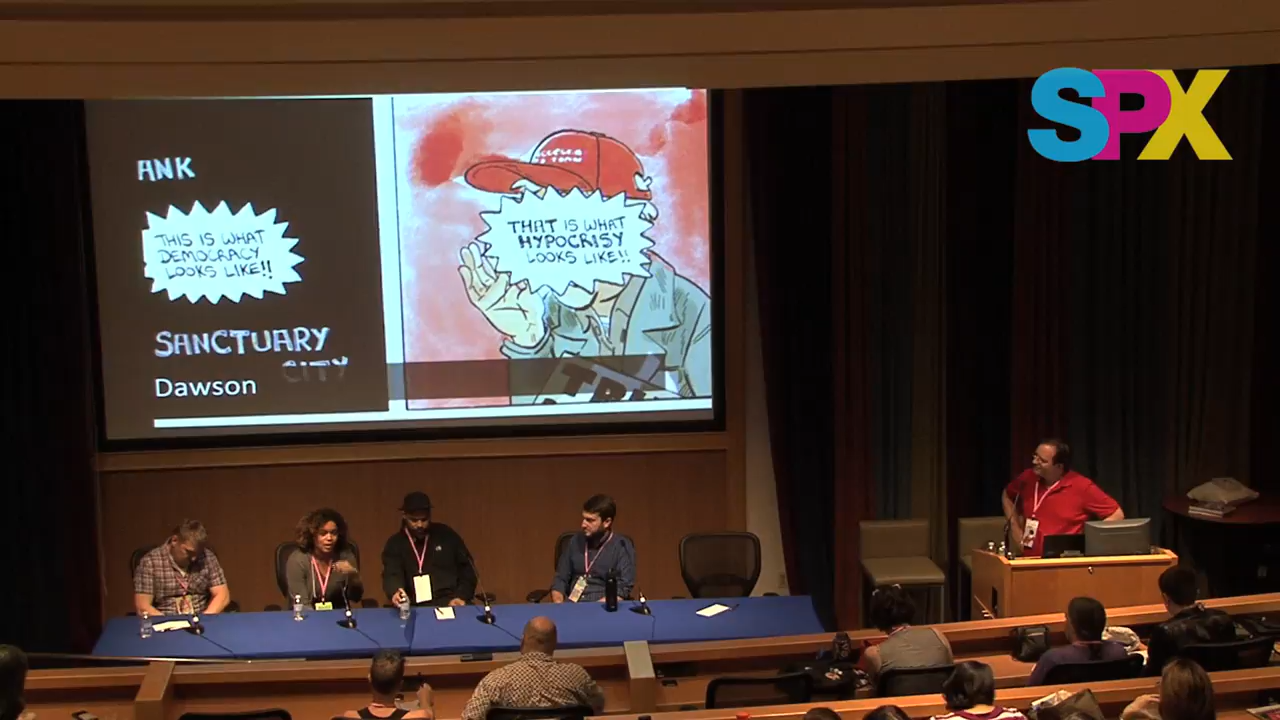 SPX
ANK
THIS IS WHAT
DEMOCRACY
LOOKS LIKE!!
SANCTUARY
CITY
Dawson
THAT IS WHAT
HYPOCRISY
LOOKS LIKE!!